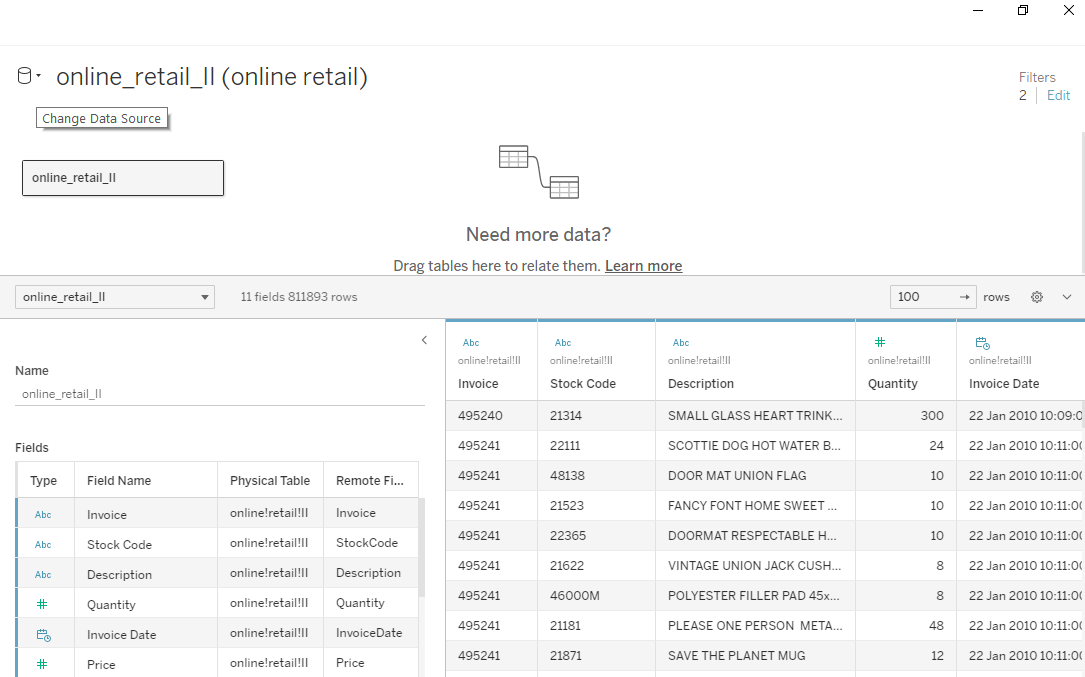 online_retail_II (online retail)
Filters
2 Edit
Change Data Source
online_retail_II
Need more data?
Drag tables here to relate them. Learn more
online_retail_II 11 fields 811893 rows 100 → rows
Name
online_retail_II
Fields
Type Field Name Physical Table Remote Fi...
Abc Invoice online!retail!II Invoice
Abc Stock Code online!retail!II StockCode
Abc Description online!retail!II Description
# Quantity online!retail!II Quantity
Invoice Date online!retail!II InvoiceDate
# Price online!retail!II Price
Abc Abc Abc #
online!retail!II online!retail!II online!retail!II online!retail!II online!retail!II
Invoice Stock Code Description Quantity Invoice Date
495240 21314 SMALL GLASS HEART TRINK... 300 22 Jan 2010 10:09:0
495241 22111 SCOTTIE DOG HOT WATER B... 24 22 Jan 2010 10:11:00
495241 48138 DOOR MAT UNION FLAG 10 22 Jan 2010 10:11:00
495241 21523 FANCY FONT HOME SWEET ... 10 22 Jan 2010 10:11:00
495241 22365 DOORMAT RESPECTABLE H... 10 22 Jan 2010 10:11:00
495241 21622 VINTAGE UNION JACK CUSH... 8 22 Jan 2010 10:11:00
495241 46000M POLYESTER FILLER PAD 45x... 8 22 Jan 2010 10:11:00
495241 21181 PLEASE ONE PERSON  META... 48 22 Jan 2010 10:11:00
495241 21871 SAVE THE PLANET MUG 12 22 Jan 2010 10:11:00